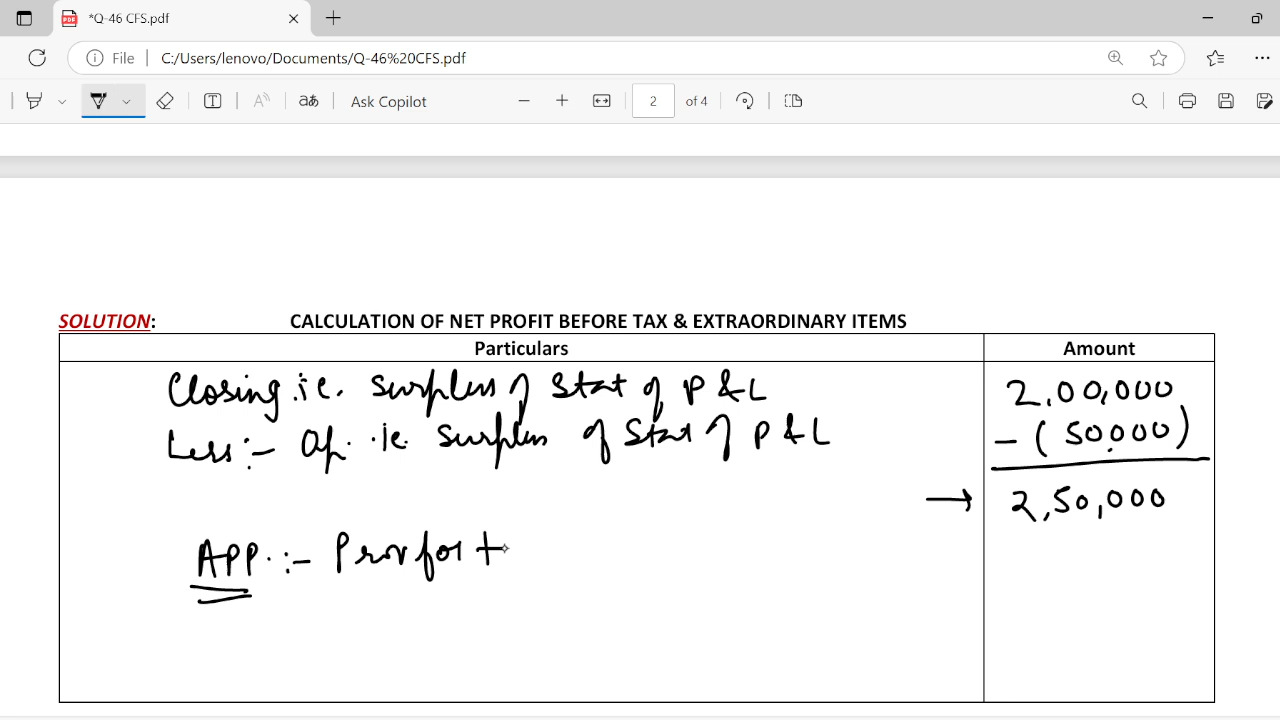 *Q-46 CFS.pdf
File C:/Users/lenovo/Documents/Q-46%20CFS.pdf
Ask Copilot 2 of 4
SOLUTION: CALCULATION OF NET PROFIT BEFORE TAX & EXTRAORDINARY ITEMS
Particulars Amount
Closing i.e. Surplus of Stat of P & L 2,00,000
Less:- Op. ie. Surplus of Stat of P & L - (50,000)
→ 2,50,000
APP.:- Prov for t